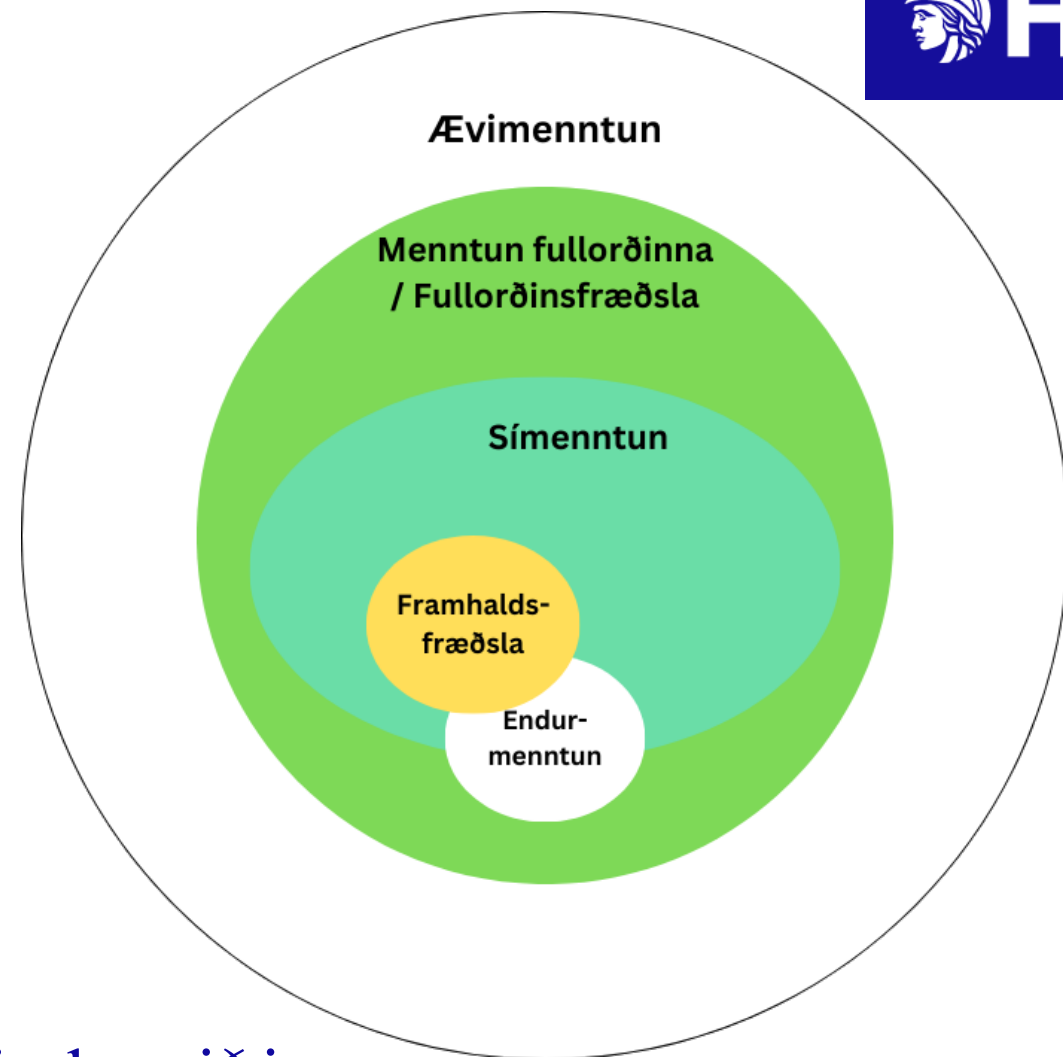 Ævimenntun
Menntun fullorðinna
/ Fullorðinsfræðsla
Símenntun
Framhalds-
fræðsla
Endur-
menntun